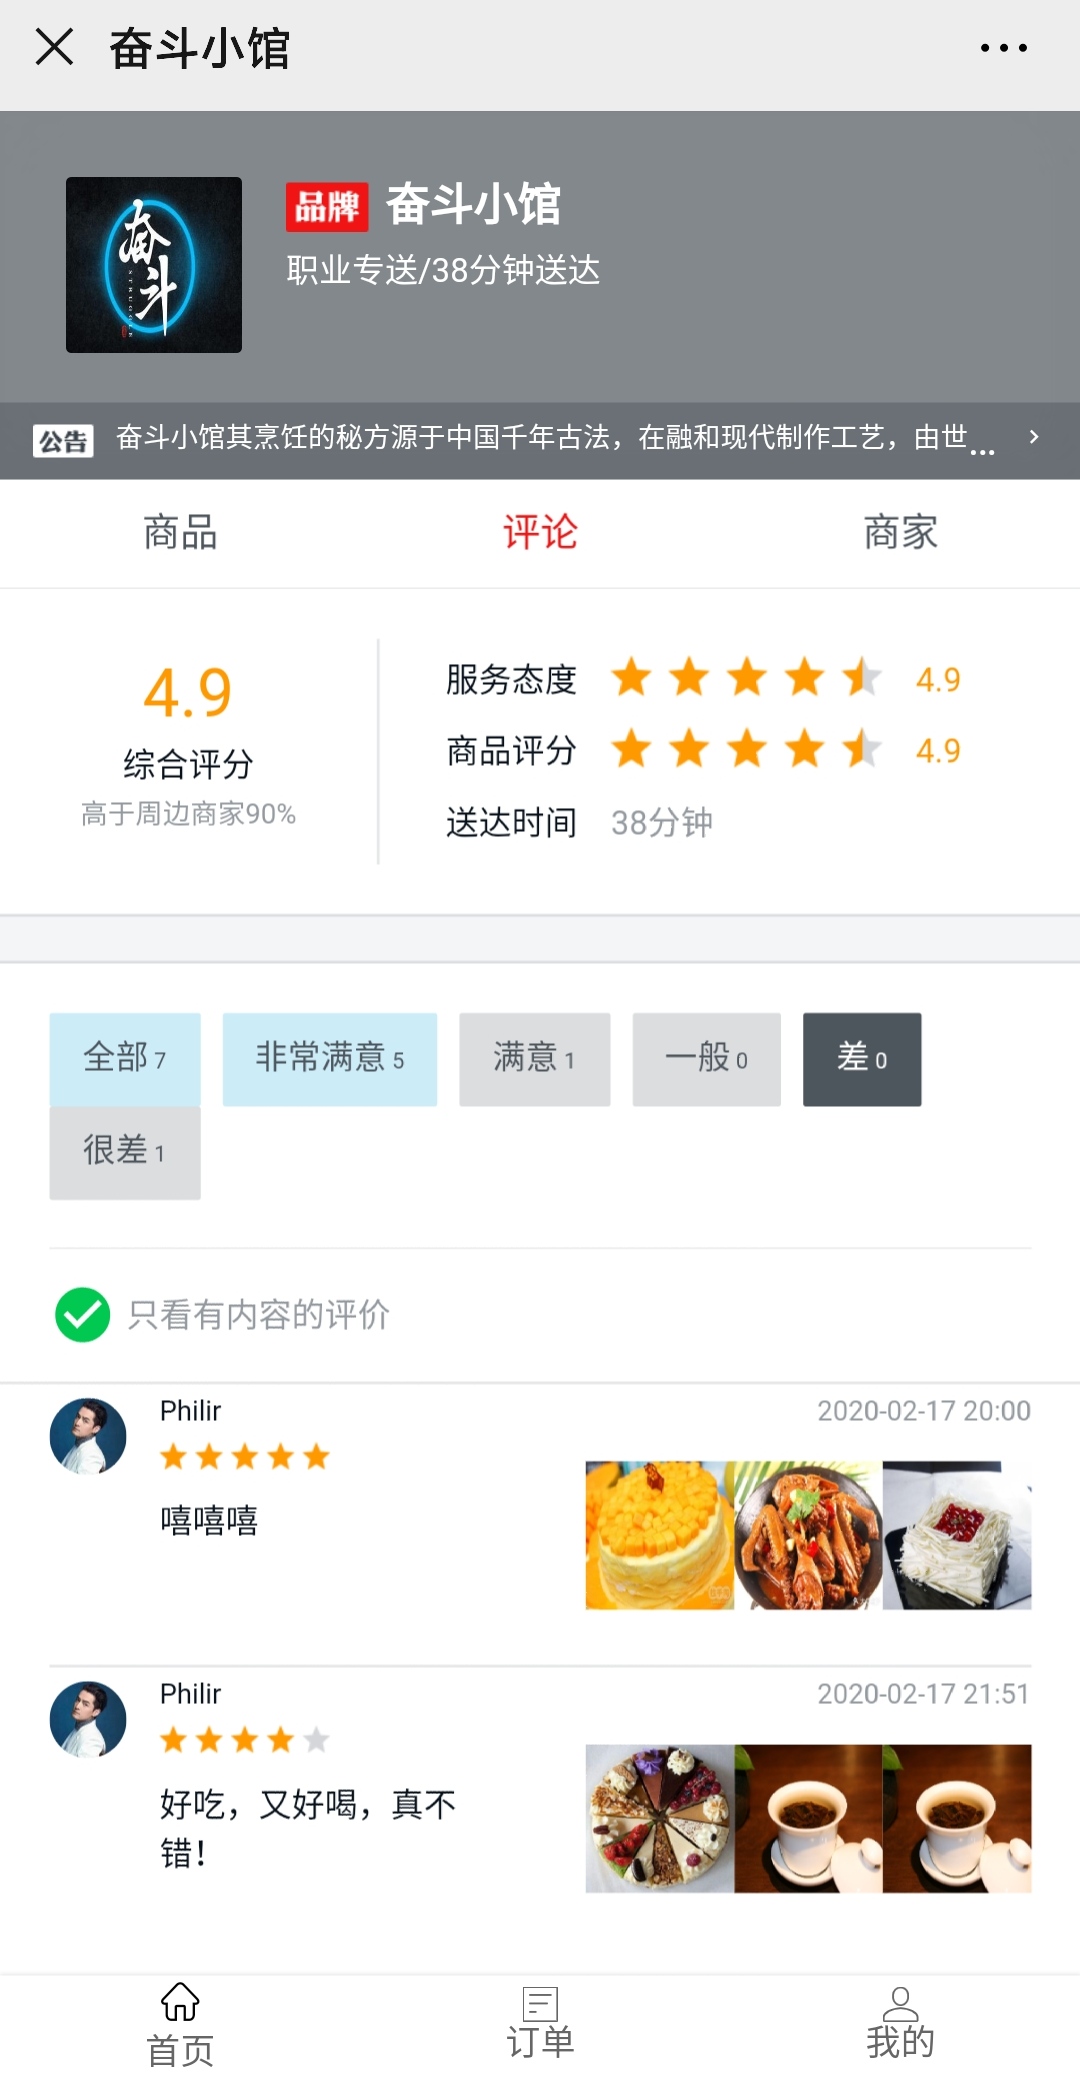 奋斗小馆
奋斗
品牌 奋斗小馆
职业专送/38分钟送达
公告 奋斗小馆其烹饪的秘方源于中国千年古法，在融和现代制作工艺，由世...
商品 评论 商家
4.9
综合评分
高于周边商家90%
服务态度 4.9
商品评分 4.9
送达时间 38分钟
全部 7 非常满意 5 满意 1 一般 0 差 0
很差 1
只看有内容的评价
Philir 2020-02-17 20:00
嘻嘻嘻
Philir 2020-02-17 21:51
好吃，又好喝，真不
错！
首页 订单 我的